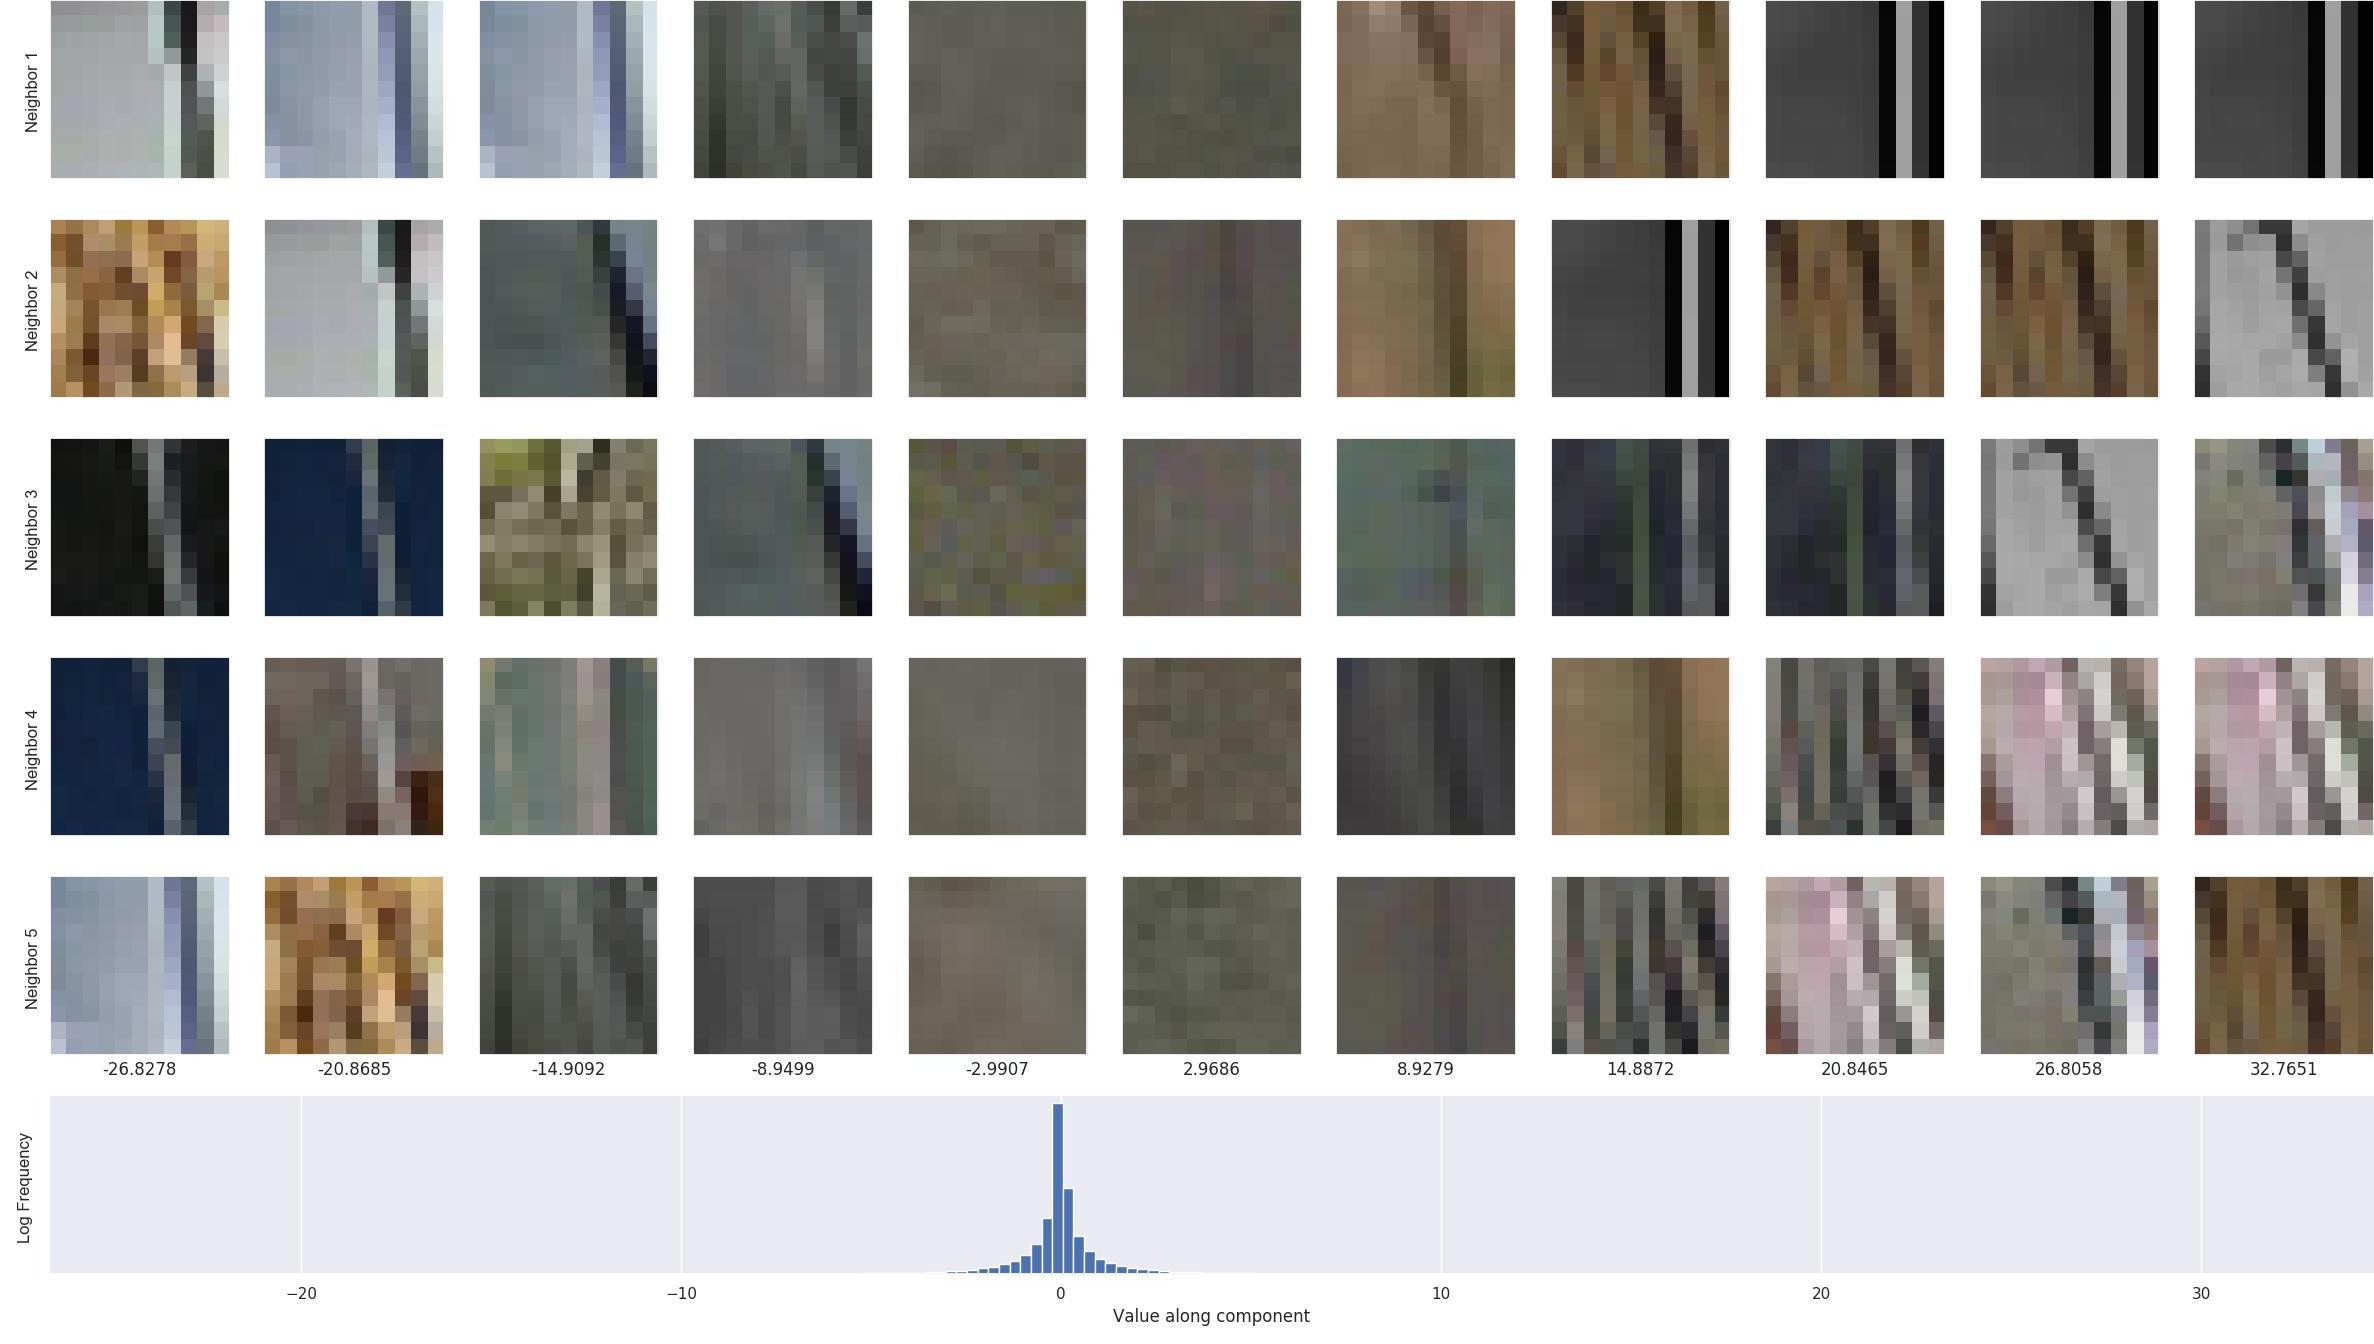 Neighbor 1
Neighbor 2
Neighbor 3
Neighbor 4
Neighbor 5
-26.8278 -20.8685 -14.9092 -8.9499 -2.9907 2.9686 8.9279 14.8872 20.8465 26.8058 32.7651
Log Frequency
−20 −10 0 10 20 30
Value along component